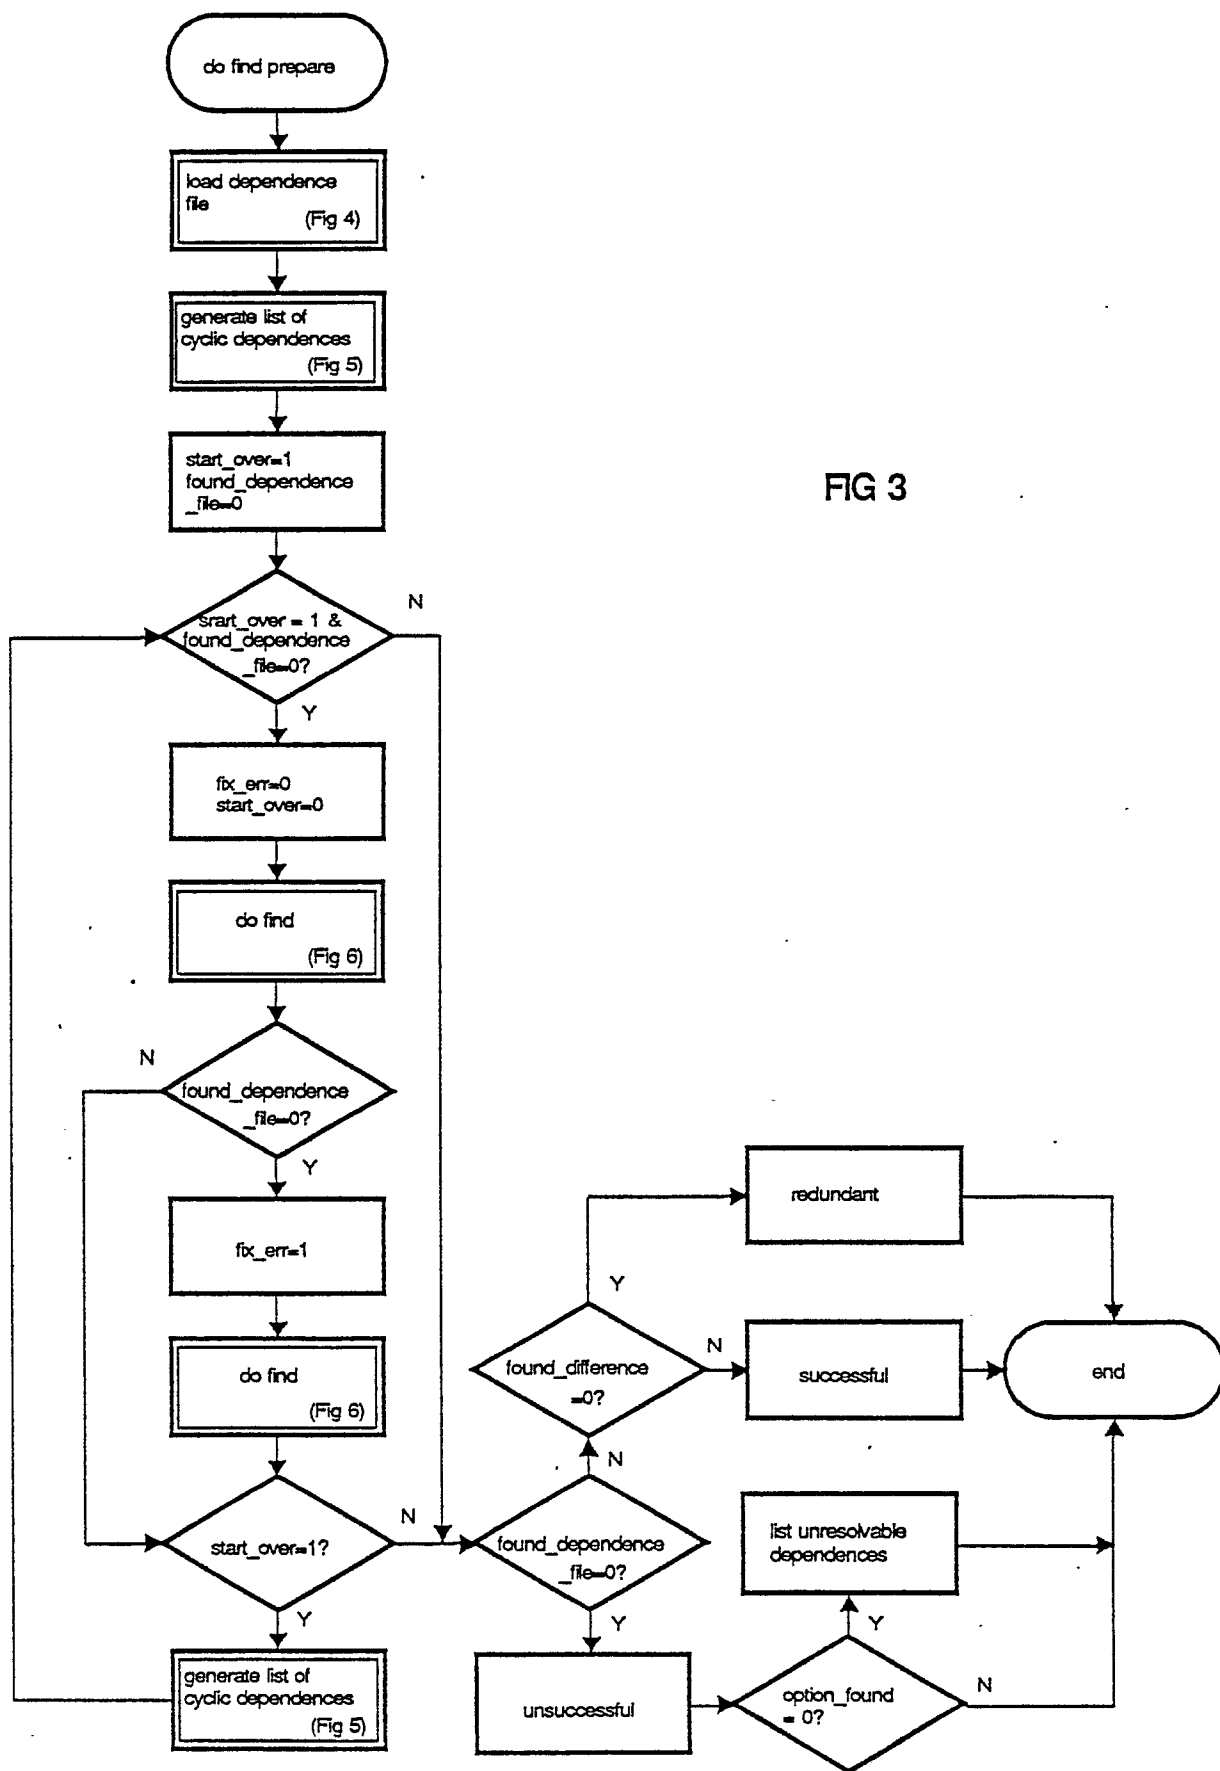 do find prepare
load dependence
file
(Fig 4)
generate list of
cyclic dependences
(Fig 5)
start_over=1
found_dependence
_file=0
FIG 3
srart_over = 1 &
found_dependence
_file=0?
N
Y
fix_err=0
start_over=0
do find
(Fig 6)
N
found_dependence
_file=0?
Y
fix_err=1
do find
(Fig 6)
start_over=1?
N
Y
generate list of
cyclic dependences
(Fig 5)
redundant
Y
found_difference
=0?
N
successful
end
N
found_dependence
_file=0?
Y
list unresolvable
dependences
Y
unsuccessful
option_found
= 0?
N